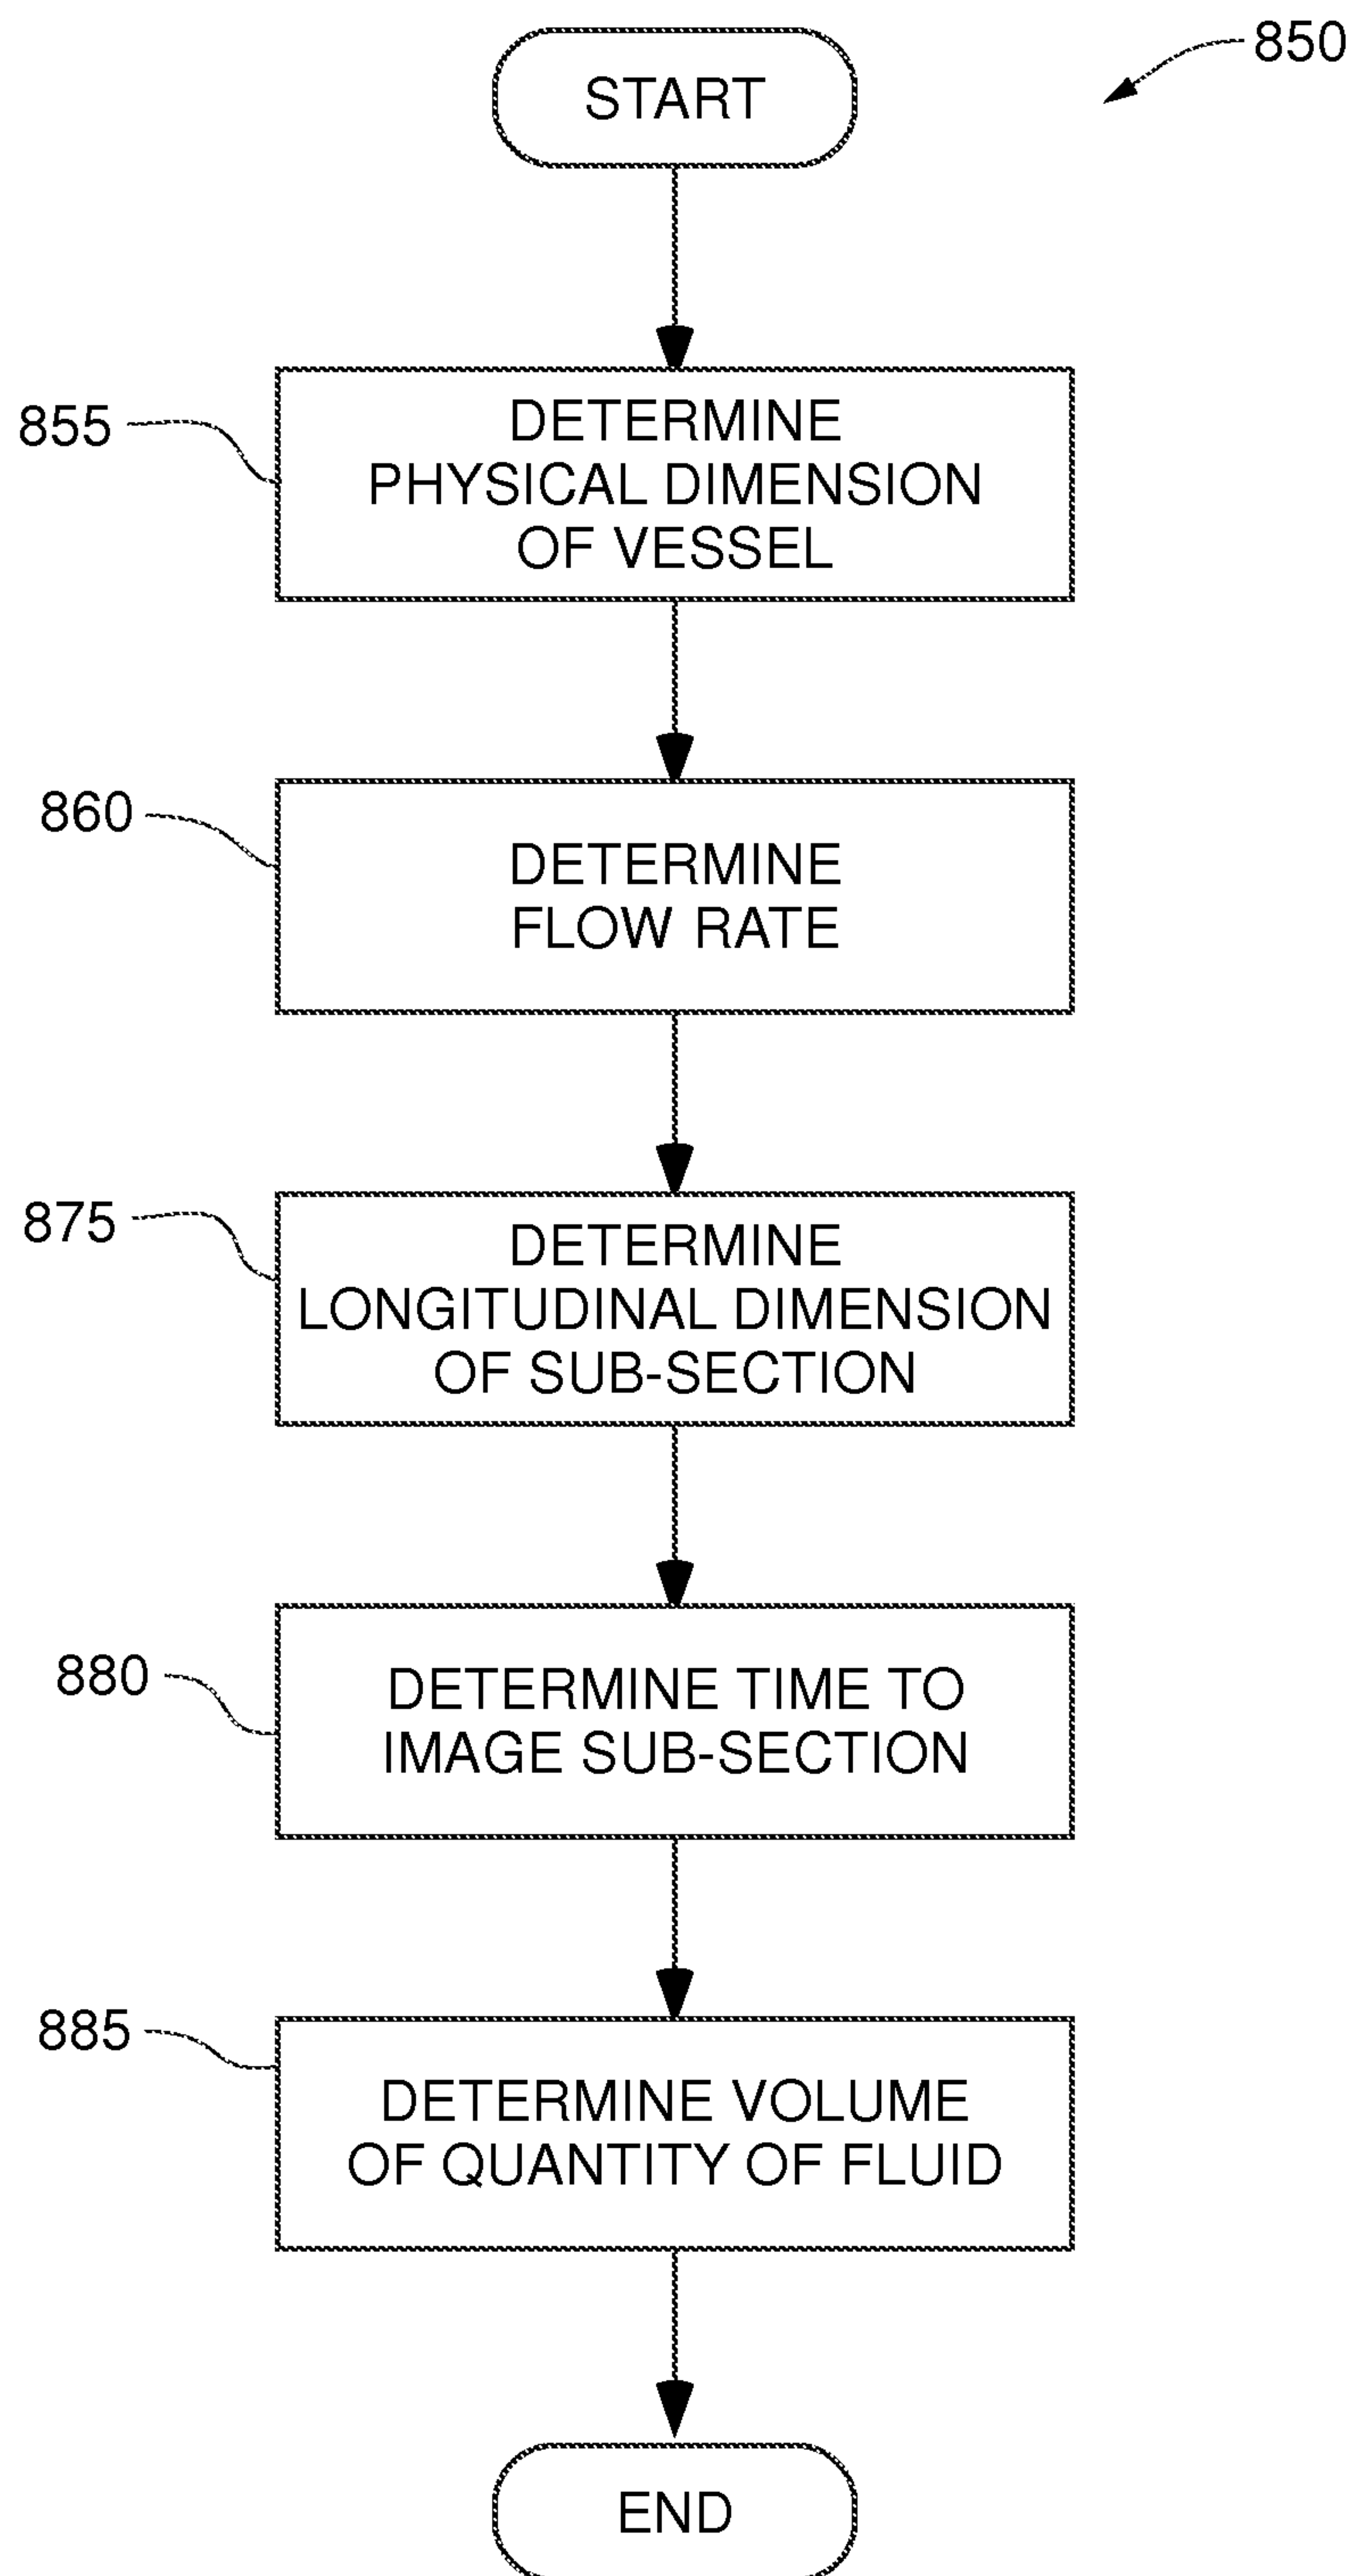 START
850
855
DETERMINE
PHYSICAL DIMENSION
OF VESSEL
860
DETERMINE
FLOW RATE
875
DETERMINE
LONGITUDINAL DIMENSION
OF SUB-SECTION
880
DETERMINE TIME TO
IMAGE SUB-SECTION
885
DETERMINE VOLUME
OF QUANTITY OF FLUID
END